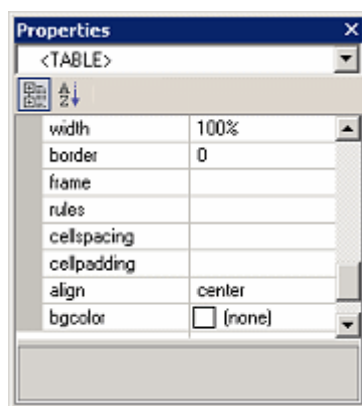 Properties
<TABLE>
width 100%
border 0
frame
rules
cellspacing
cellpadding
align center
bgcolor (none)